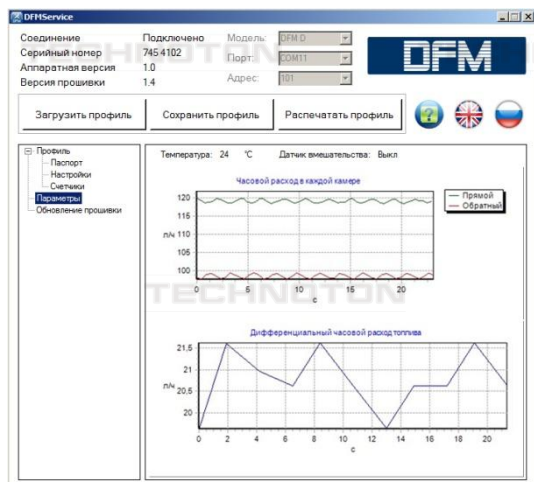 DFMService
Соединение Подключено Модель: DFM D
Серийный номер 745 4102 Порт: COM11
Аппаратная версия 1.0 Адрес: 101
Версия прошивки 1.4
DFM
Загрузить профиль Сохранить профиль Распечатать профиль
Профиль
Паспорт
Настройки
Счетчики
Параметры
Обновление прошивки
Температура: 24 °C Датчик вмешательства: Выкл
Часовой расход в каждой камере
Прямой
Обратный
120
115
л/ч 110
105
100
0 5 10 15 20
с
TECHNOTON
Дифференциальный часовой расход топлива
21,5
21
л/ч 20,5
20
0 2 4 6 8 10 12 14 16 18 20
с